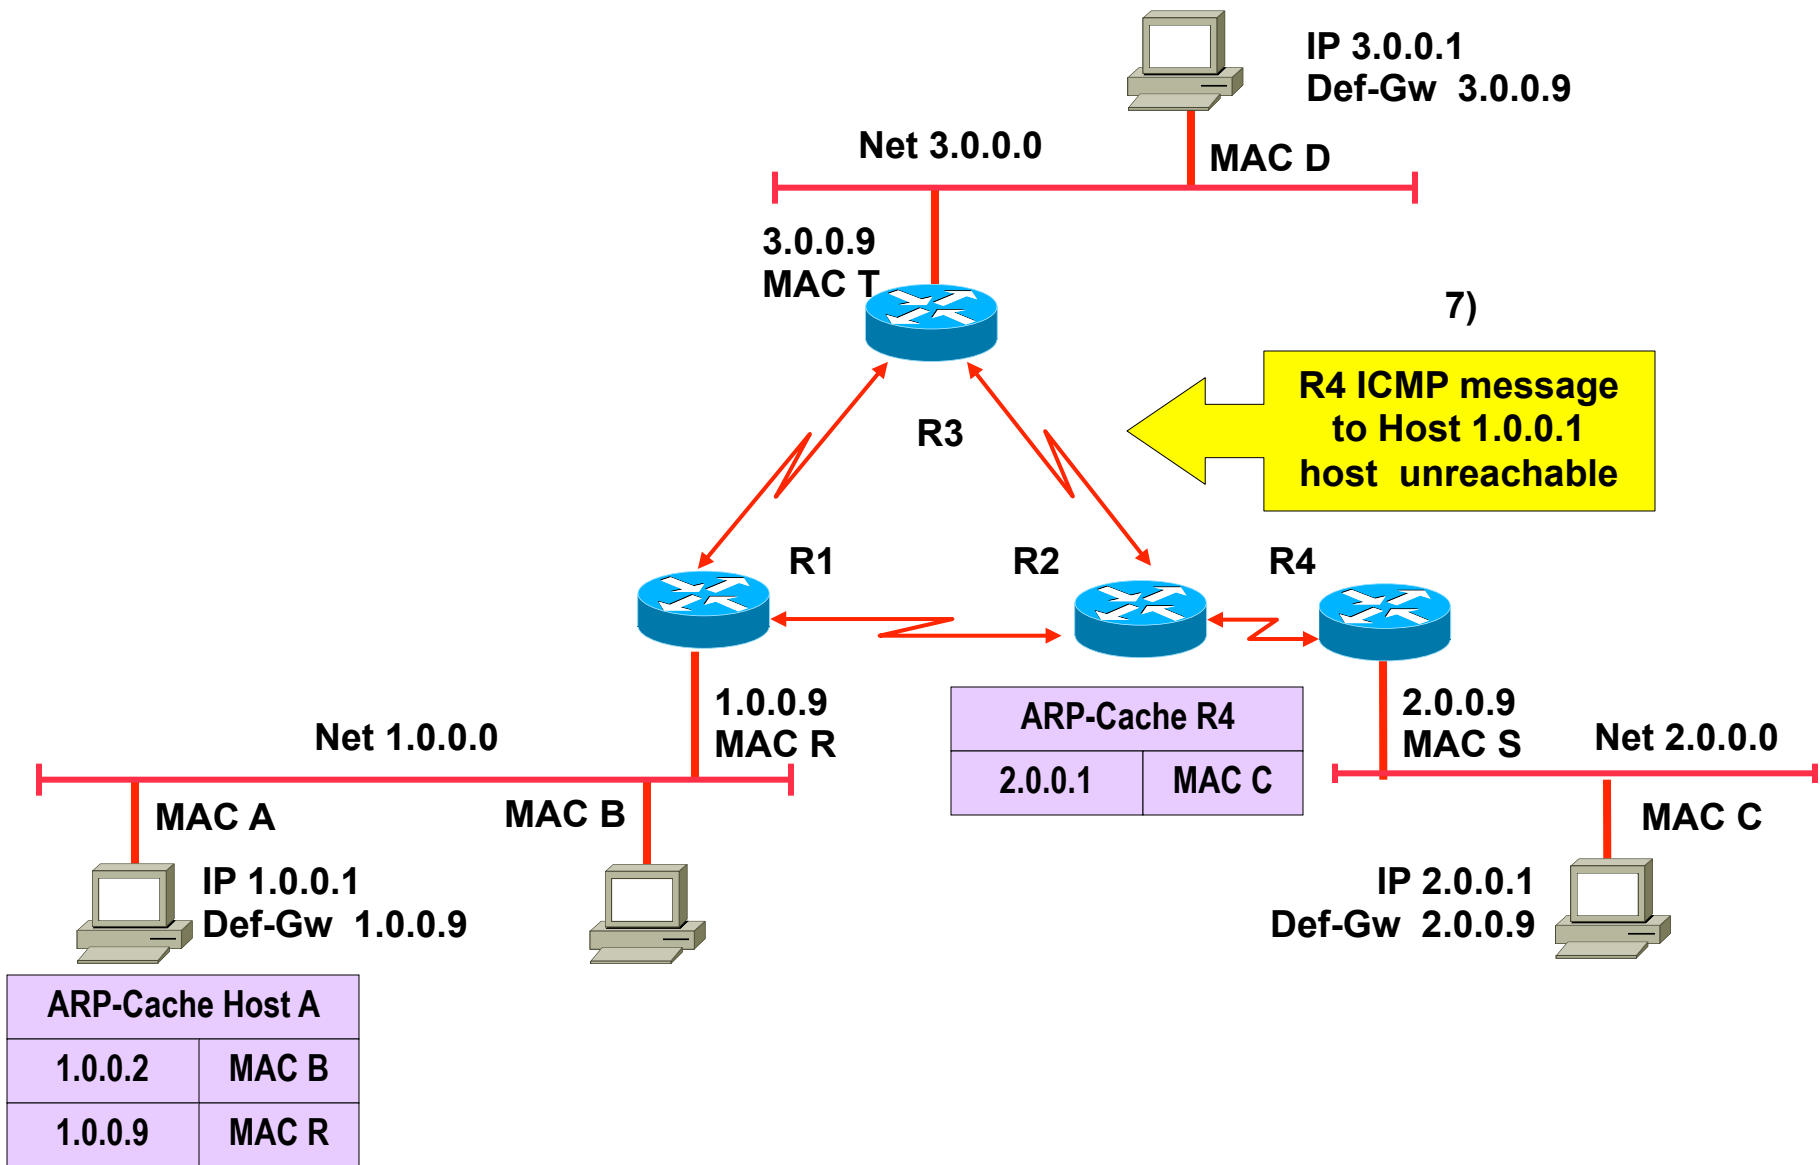 IP 3.0.0.1
Def-Gw 3.0.0.9
Net 3.0.0.0
MAC D
3.0.0.9
MAC T
7)
R4 ICMP message
to Host 1.0.0.1
host unreachable
R3
R1
R2
R4
1.0.0.9
MAC R
Net 1.0.0.0
ARP-Cache R4
2.0.0.1 MAC C
2.0.0.9
MAC S
Net 2.0.0.0
MAC A
MAC B
MAC C
IP 1.0.0.1
Def-Gw 1.0.0.9
IP 2.0.0.1
Def-Gw 2.0.0.9
ARP-Cache Host A
1.0.0.2 MAC B
1.0.0.9 MAC R